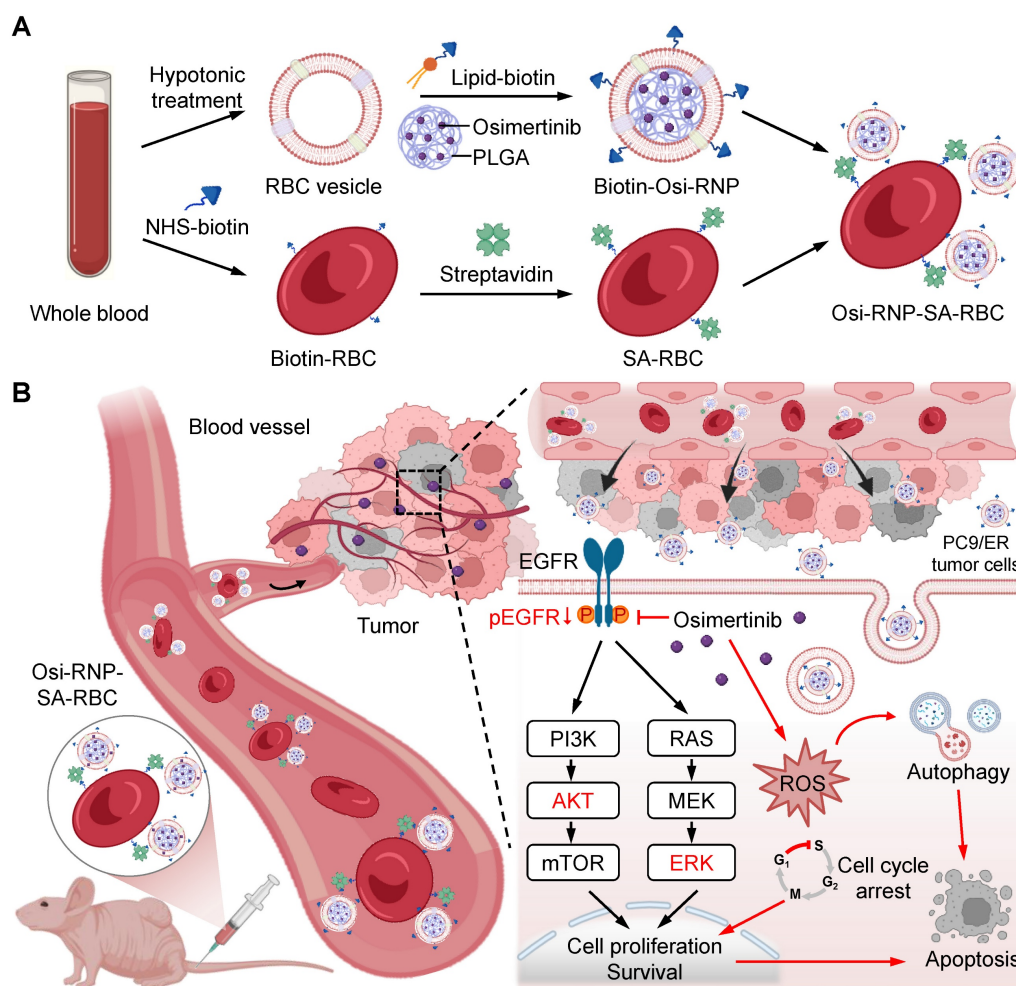 A
Hypotonic
treatment
Lipid-biotin
Osimertinib
PLGA
RBC vesicle
Biotin-Osi-RNP
NHS-biotin
Streptavidin
Whole blood
Biotin-RBC
SA-RBC
Osi-RNP-SA-RBC
B
Blood vessel
Tumor
Osi-RNP-
SA-RBC
PC9/ER
tumor cells
EGFR
pEGFR↓
P
P
Osimertinib
PI3K
RAS
AKT
MEK
mTOR
ERK
ROS
Autophagy
G1
S
G2
M
Cell cycle
arrest
Cell proliferation
Survival
Apoptosis